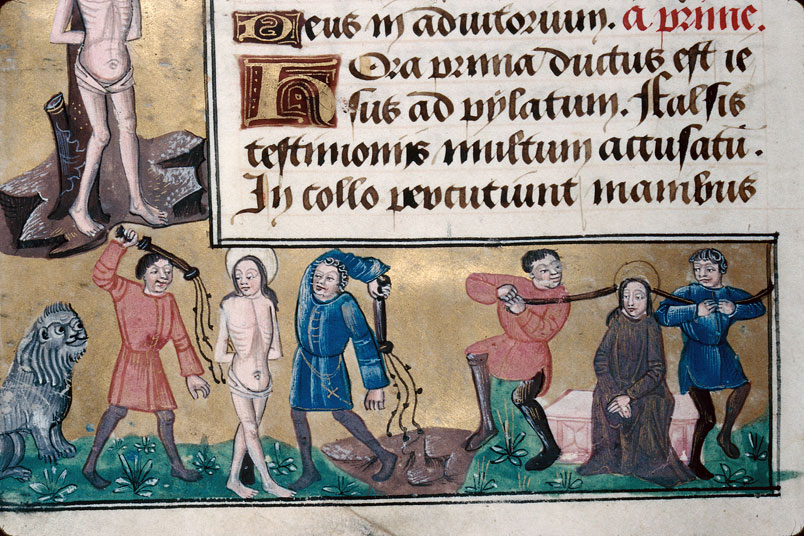 Deus in adiutorium. a prime.
Hora prima ductus est ie
sus ad pylatum. Falsis
testimoniis multum accusatū.
In collo percutiunt manibus